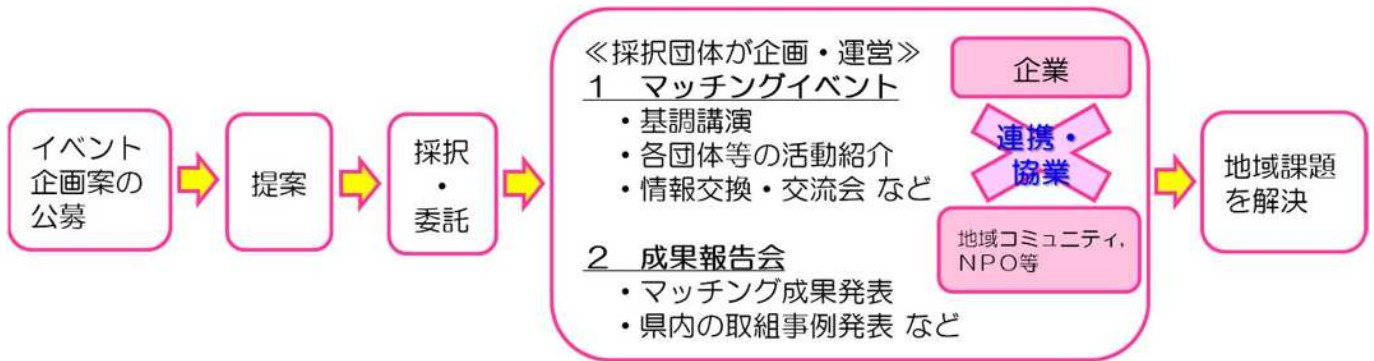 イベント
企画案の
公募
提案
採択
・
委託
≪採択団体が企画・運営≫
１　マッチングイベント
・基調講演
・各団体等の活動紹介
・情報交換・交流会 など
２　成果報告会
・マッチング成果発表
・県内の取組事例発表 など
企業
連携・
協業
地域コミュニティ,
ＮＰＯ等
地域課題
を解決